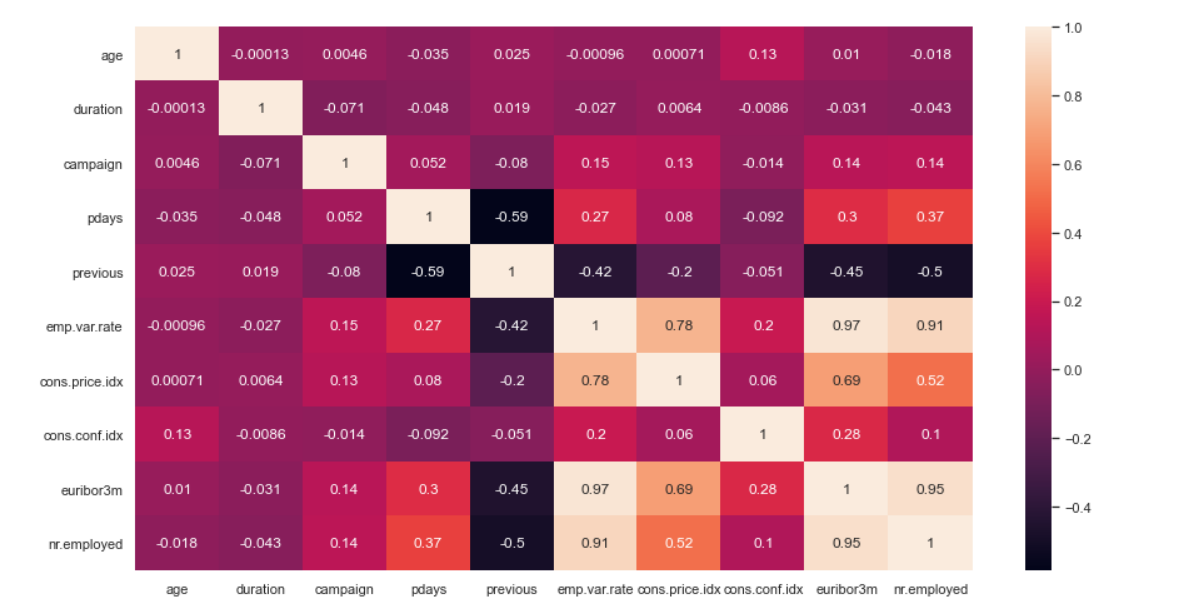 age 1 -0.00013 0.0046 -0.035 0.025 -0.00096 0.00071 0.13 0.01 -0.018
duration -0.00013 1 -0.071 -0.048 0.019 -0.027 0.0064 -0.0086 -0.031 -0.043
campaign 0.0046 -0.071 1 0.052 -0.08 0.15 0.13 -0.014 0.14 0.14
pdays -0.035 -0.048 0.052 1 -0.59 0.27 0.08 -0.092 0.3 0.37
previous 0.025 0.019 -0.08 -0.59 1 -0.42 -0.2 -0.051 -0.45 -0.5
emp.var.rate -0.00096 -0.027 0.15 0.27 -0.42 1 0.78 0.2 0.97 0.91
cons.price.idx 0.00071 0.0064 0.13 0.08 -0.2 0.78 1 0.06 0.69 0.52
cons.conf.idx 0.13 -0.0086 -0.014 -0.092 -0.051 0.2 0.06 1 0.28 0.1
euribor3m 0.01 -0.031 0.14 0.3 -0.45 0.97 0.69 0.28 1 0.95
nr.employed -0.018 -0.043 0.14 0.37 -0.5 0.91 0.52 0.1 0.95 1
age duration campaign pdays previous emp.var.rate cons.price.idx cons.conf.idx euribor3m nr.employed
1.0
0.8
0.6
0.4
0.2
0.0
−0.2
−0.4